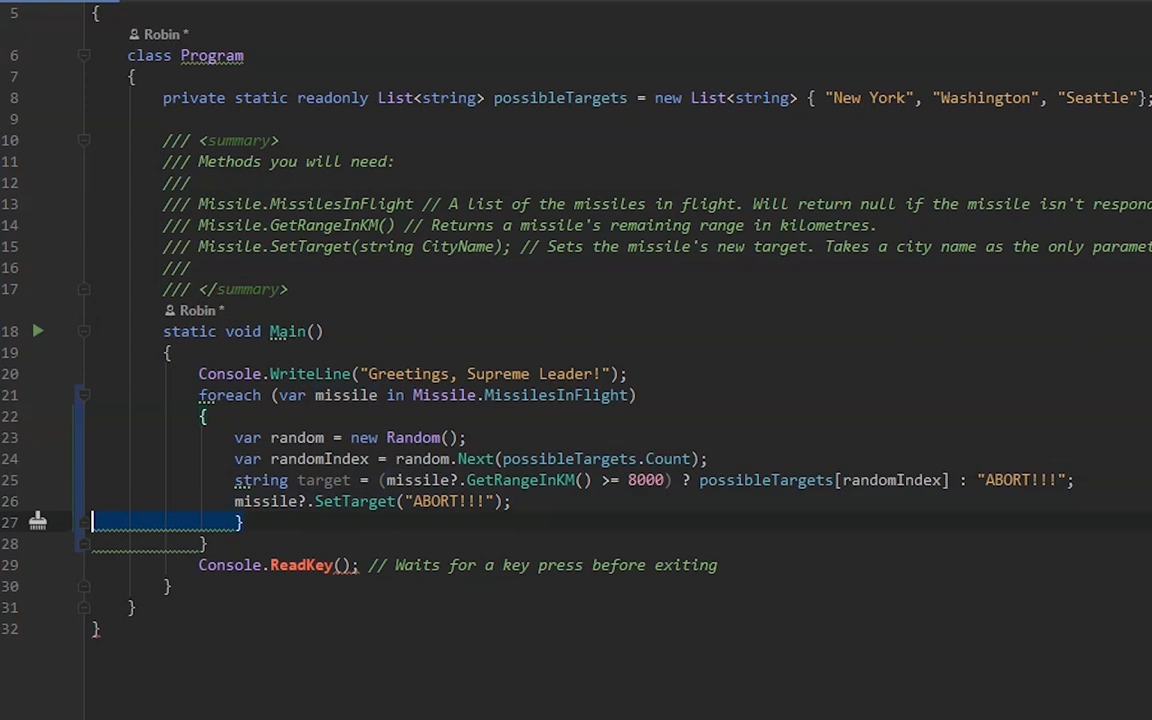 5 {
Robin *
6 class Program
7 {
8 private static readonly List<string> possibleTargets = new List<string> { "New York", "Washington", "Seattle"};
9
10 /// <summary>
11 /// Methods you will need:
12 ///
13 /// Missile.MissilesInFlight // A list of the missiles in flight. Will return null if the missile isn't respond
14 /// Missile.GetRangeInKM() // Returns a missile's remaining range in kilometres.
15 /// Missile.SetTarget(string CityName); // Sets the missile's new target. Takes a city name as the only paramet
16 ///
17 /// </summary>
Robin *
18 static void Main()
19 {
20 Console.WriteLine("Greetings, Supreme Leader!");
21 foreach (var missile in Missile.MissilesInFlight)
22 {
23 var random = new Random();
24 var randomIndex = random.Next(possibleTargets.Count);
25 string target = (missile?.GetRangeInKM() >= 8000) ? possibleTargets[randomIndex] : "ABORT!!!";
26 missile?.SetTarget("ABORT!!!");
27 }
28 }
29 Console.ReadKey(); // Waits for a key press before exiting
30 }
31 }
32 }